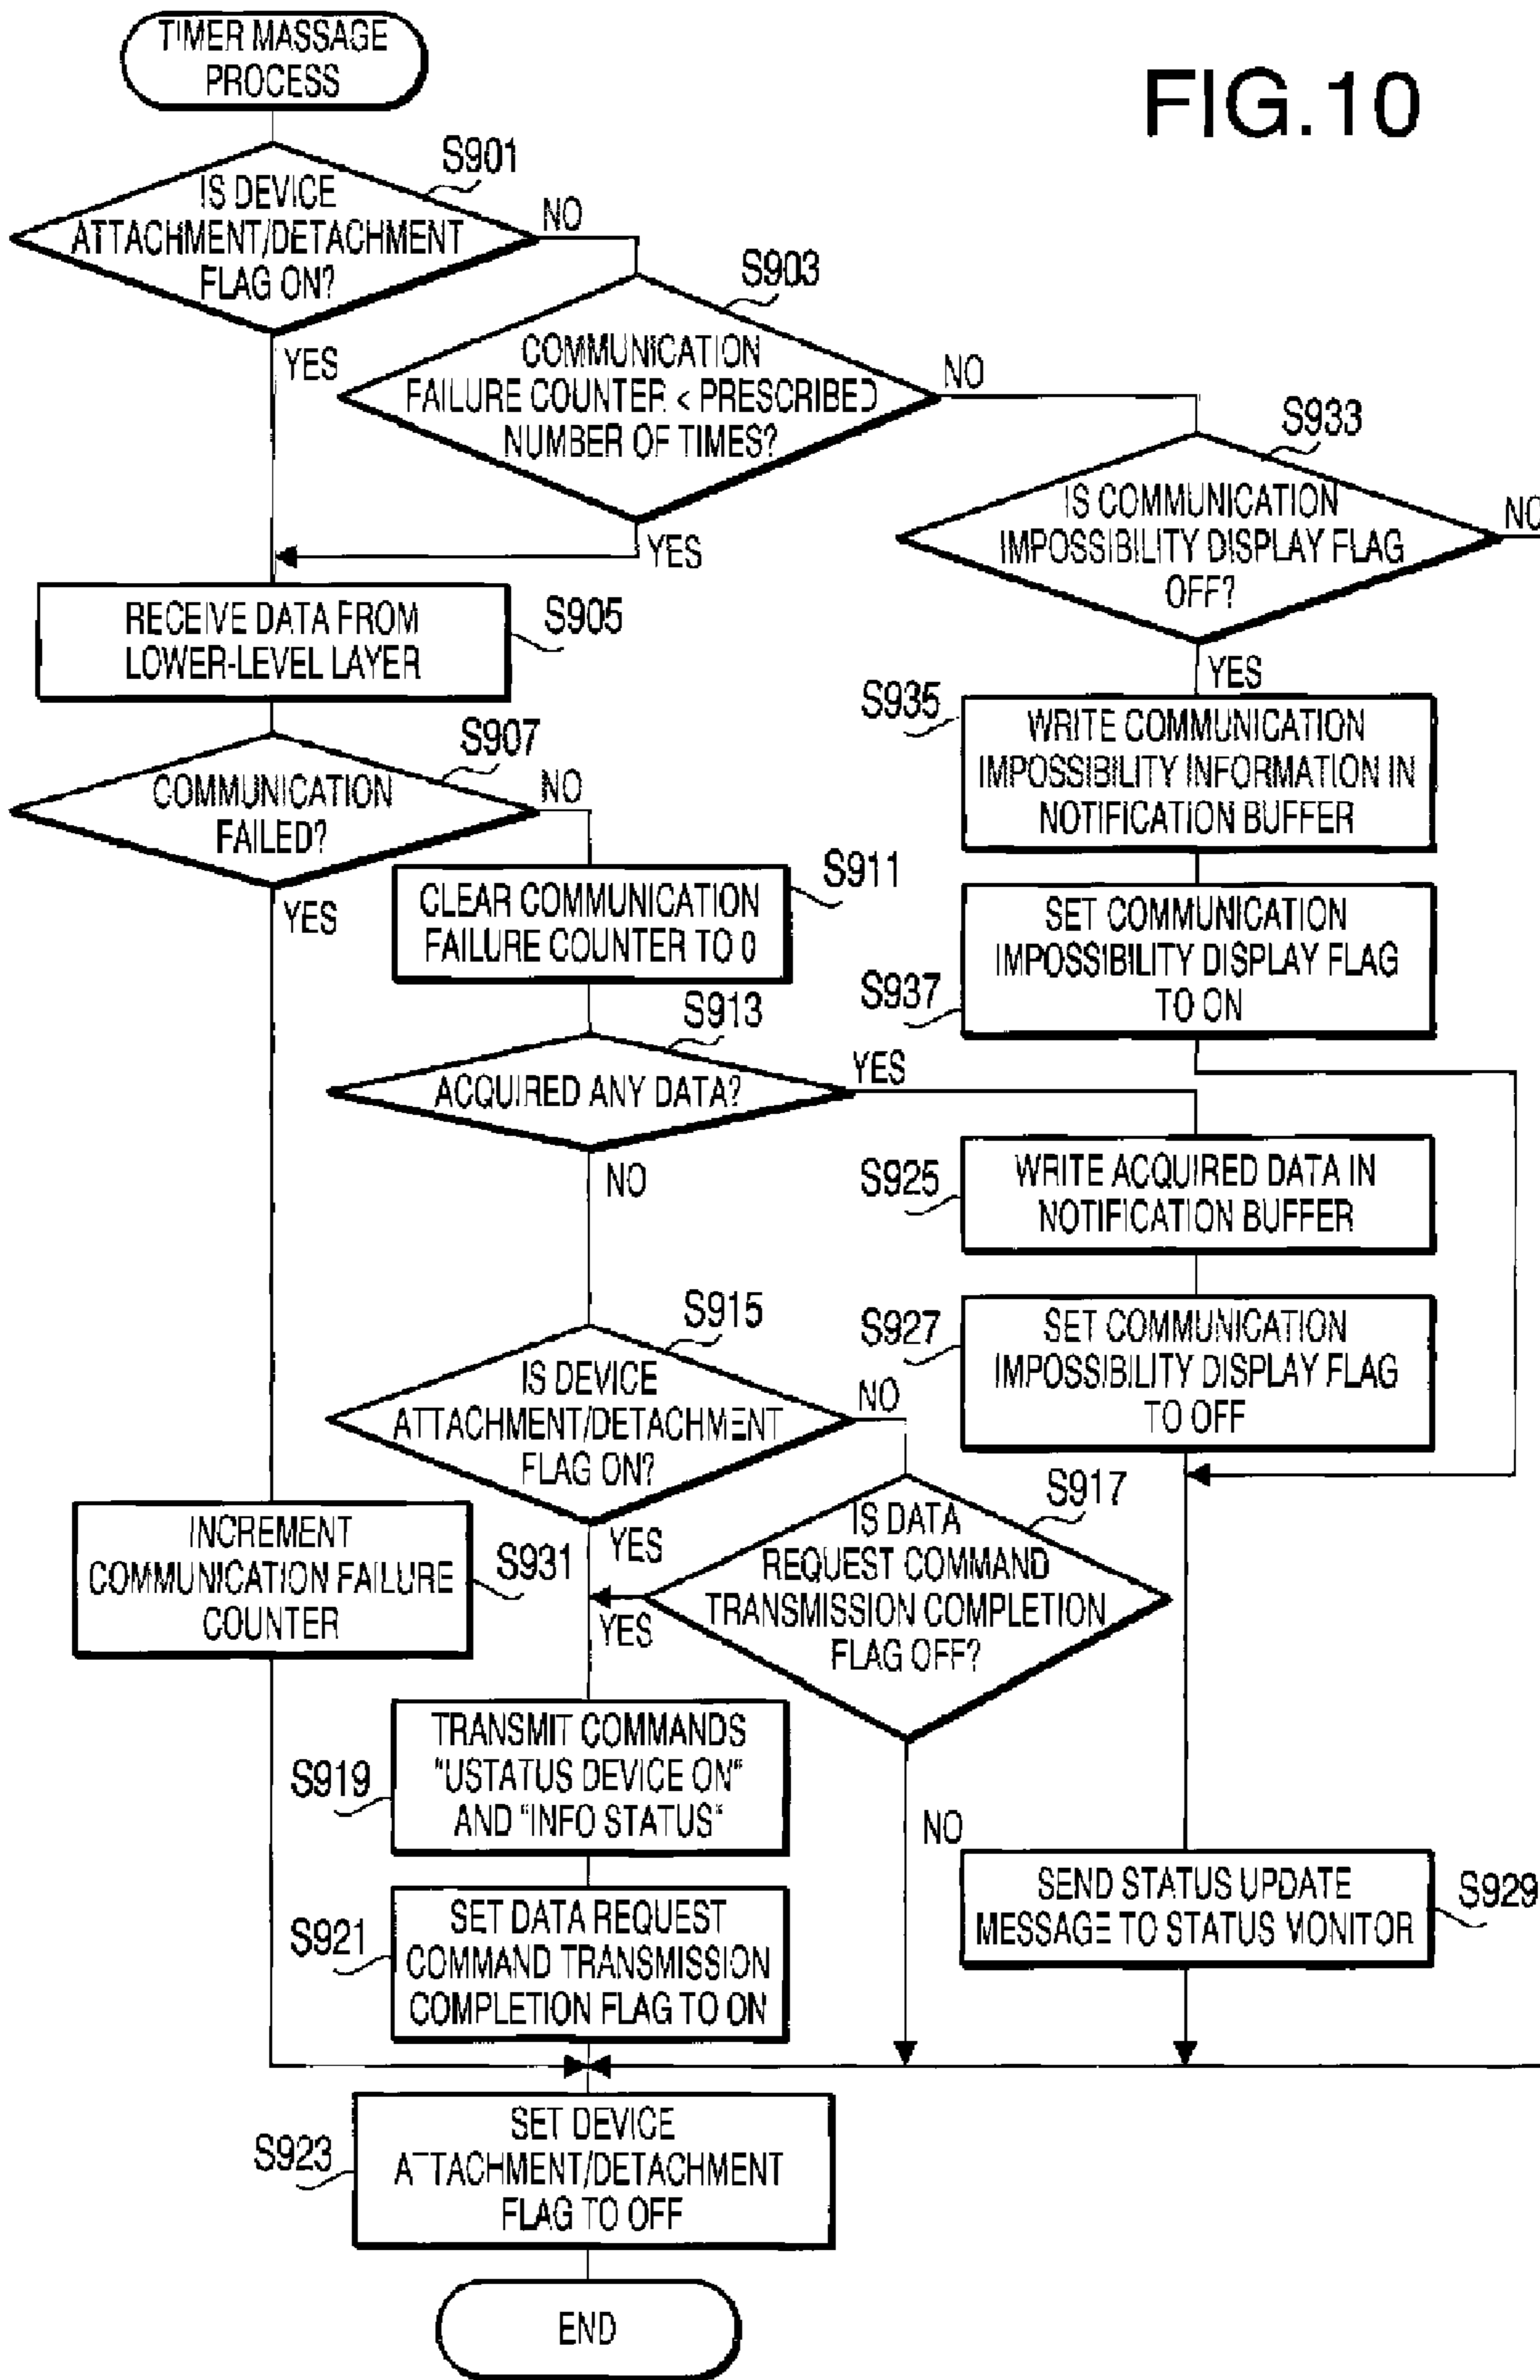 TIMER MASSAGE
PROCESS
FIG.10
S901
IS DEVICE
ATTACHMENT/DETACHMENT
FLAG ON?
NO
YES
S903
COMMUNICATION
FAILURE COUNTER < PRESCRIBED
NUMBER OF TIMES?
NO
YES
S933
IS COMMUNICATION
IMPOSSIBILITY DISPLAY FLAG
OFF?
NO
YES
RECEIVE DATA FROM
LOWER-LEVEL LAYER
S905
S907
COMMUNICATION
FAILED?
NO
YES
S935
WRITE COMMUNICATION
IMPOSSIBILITY INFORMATION IN
NOTIFICATION BUFFER
CLEAR COMMUNICATION
FAILURE COUNTER TO 0
S911
SET COMMUNICATION
IMPOSSIBILITY DISPLAY FLAG
TO ON
S937
S913
ACQUIRED ANY DATA?
YES
NO
S925
WRITE ACQUIRED DATA IN
NOTIFICATION BUFFER
S927
SET COMMUNICATION
IMPOSSIBILITY DISPLAY FLAG
TO OFF
S915
IS DEVICE
ATTACHMENT/DETACHMENT
FLAG ON?
NO
YES
S917
IS DATA
REQUEST COMMAND
TRANSMISSION COMPLETION
FLAG OFF?
YES
NO
INCREMENT
COMMUNICATION FAILURE
COUNTER
S931
S919
TRANSMIT COMMANDS
"USTATUS DEVICE ON"
AND "INFO STATUS"
S921
SET DATA REQUEST
COMMAND TRANSMISSION
COMPLETION FLAG TO ON
SEND STATUS UPDATE
MESSAGE TO STATUS MONITOR
S929
S923
SET DEVICE
ATTACHMENT/DETACHMENT
FLAG TO OFF
END